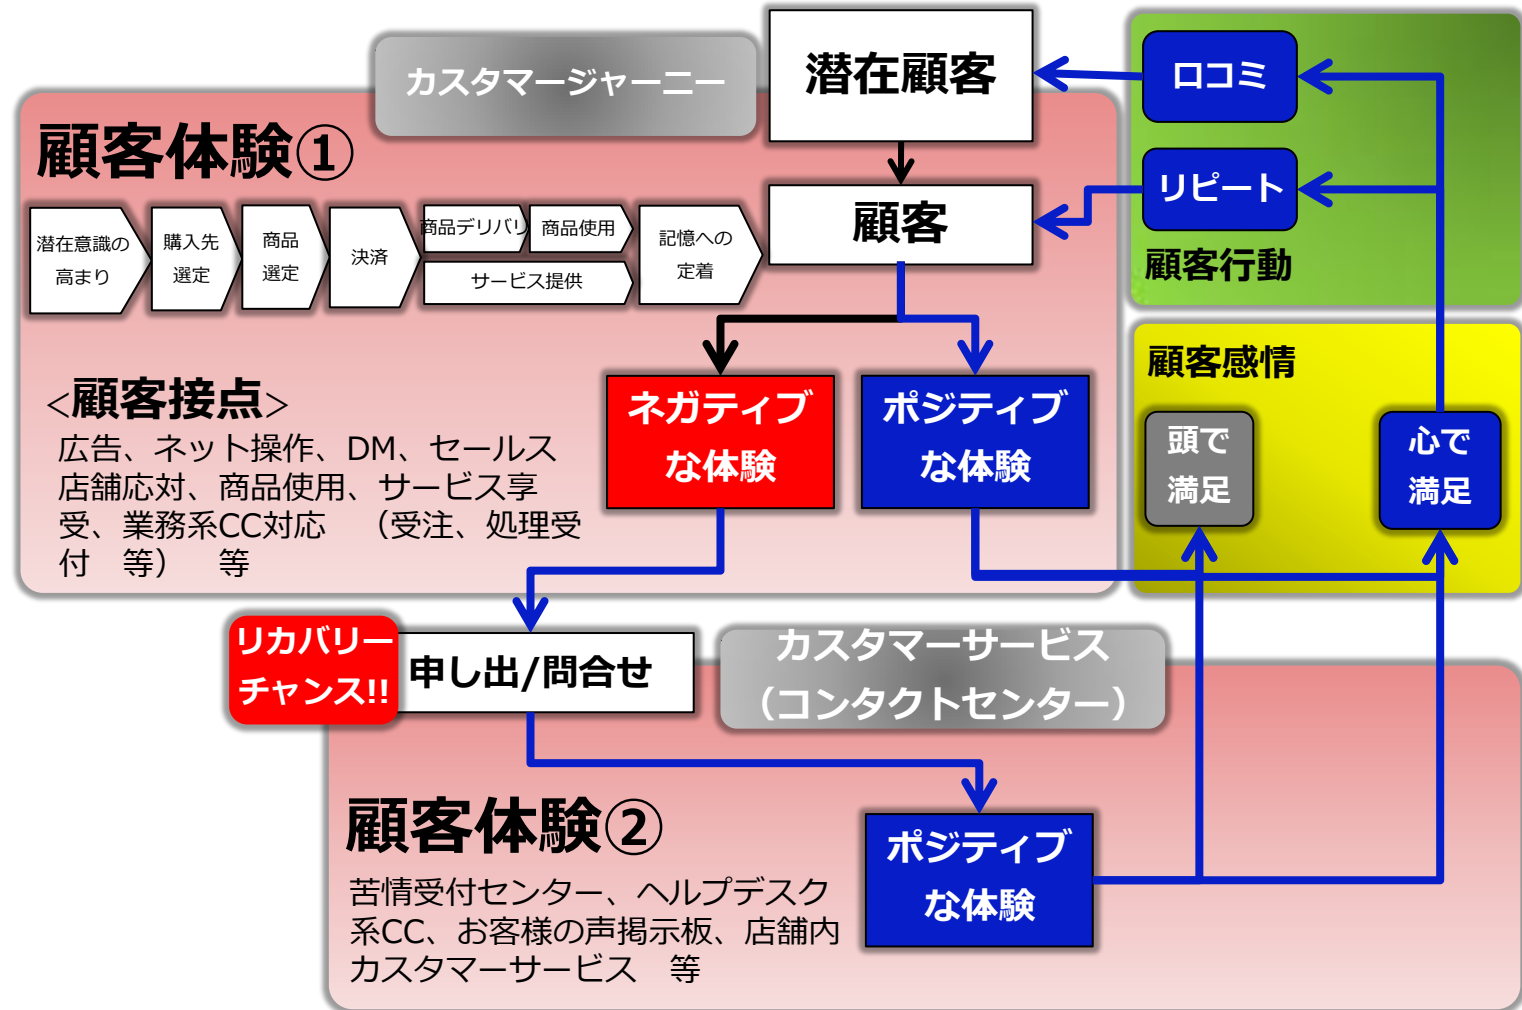 カスタマージャーニー
潜在顧客
口コミ
リピート
顧客行動
顧客体験①
顧客
潜在意識の
高まり
購入先
選定
商品
選定
決済
商品デリバリ
商品使用
サービス提供
記憶への
定着
顧客感情
頭で
満足
心で
満足
ネガティブ
な体験
ポジティブ
な体験
<顧客接点>
広告、ネット操作、DM、セールス
店舗応対、商品使用、サービス享
受、業務系CC対応　（受注、処理受
付　等）　等
リカバリー
チャンス!!
申し出/問合せ
カスタマーサービス
（コンタクトセンター）
顧客体験②
ポジティブ
な体験
苦情受付センター、ヘルプデスク
系CC、お客様の声掲示板、店舗内
カスタマーサービス　等